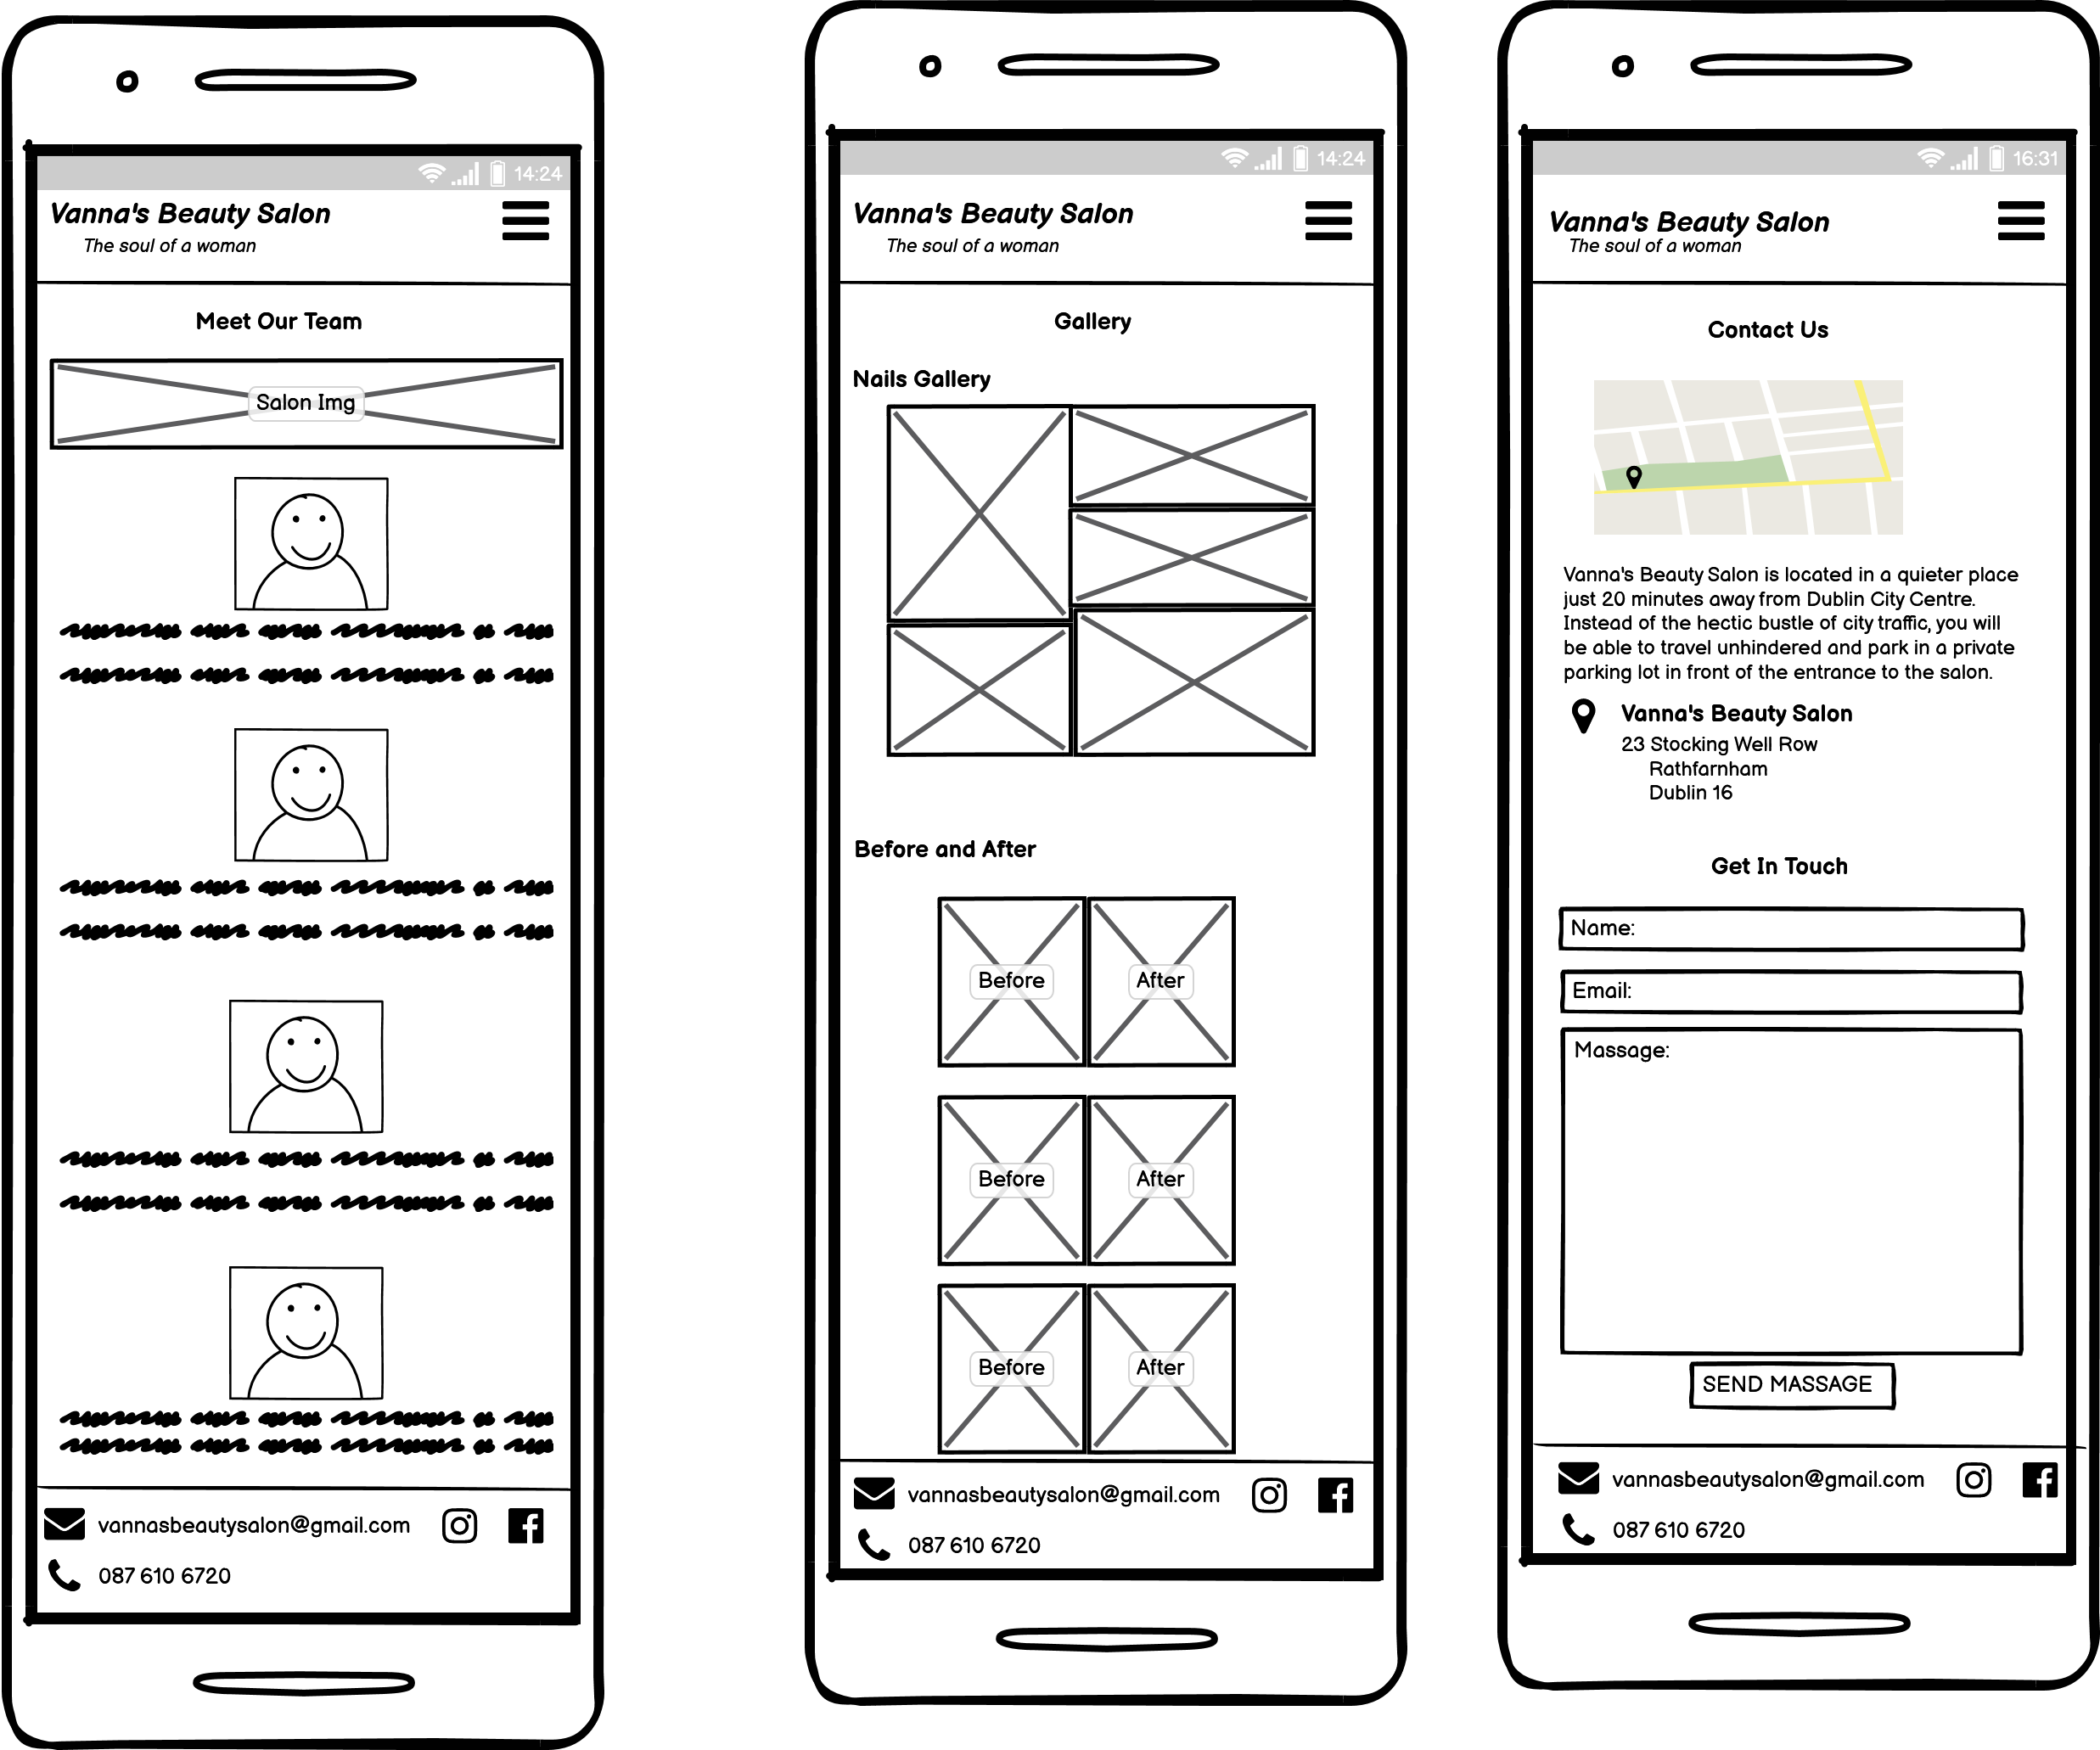 14:24
Vanna's Beauty Salon
The soul of a woman
Meet Our Team
Salon Img
vannasbeautysalon@gmail.com
087 610 6720
14:24
Vanna's Beauty Salon
The soul of a woman
Gallery
Nails Gallery
Before and After
Before After
Before After
Before After
vannasbeautysalon@gmail.com
087 610 6720
16:31
Vanna's Beauty Salon
The soul of a woman
Contact Us
Vanna's Beauty Salon is located in a quieter place
just 20 minutes away from Dublin City Centre.
Instead of the hectic bustle of city traffic, you will
be able to travel unhindered and park in a private
parking lot in front of the entrance to the salon.
Vanna's Beauty Salon
23 Stocking Well Row
Rathfarnham
Dublin 16
Get In Touch
Name:
Email:
Massage:
SEND MASSAGE
vannasbeautysalon@gmail.com
087 610 6720